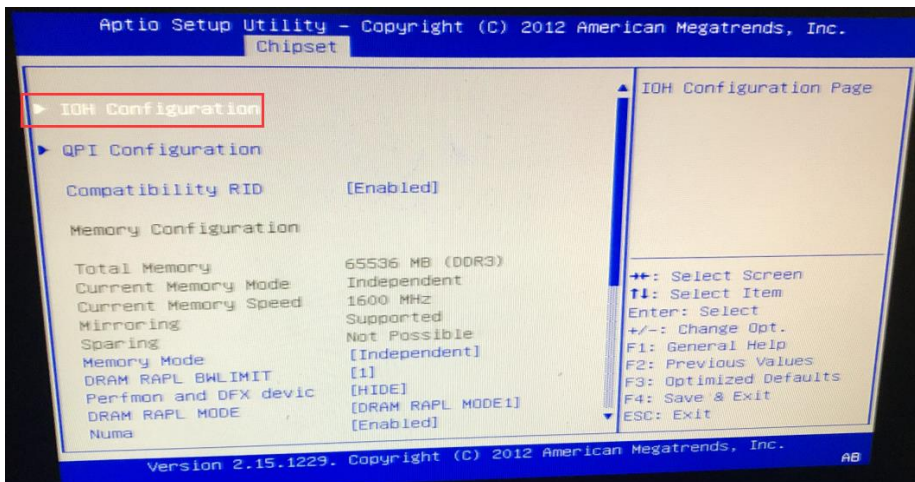 Aptio Setup Utility – Copyright (C) 2012 American Megatrends, Inc.
Chipset
► IOH Configuration
► QPI Configuration
Compatibility RID [Enabled]
Memory Configuration
Total Memory 65536 MB (DDR3)
Current Memory Mode Independent
Current Memory Speed 1600 MHz
Mirroring Supported
Sparing Not Possible
Memory Mode [Independent]
DRAM RAPL BWLIMIT [1]
Perfmon and DFX devic [HIDE]
DRAM RAPL MODE [DRAM RAPL MODE1]
Numa [Enabled]
IOH Configuration Page
→←: Select Screen
↑↓: Select Item
Enter: Select
+/-: Change Opt.
F1: General Help
F2: Previous Values
F3: Optimized Defaults
F4: Save & Exit
ESC: Exit
Version 2.15.1229. Copyright (C) 2012 American Megatrends, Inc.
AB